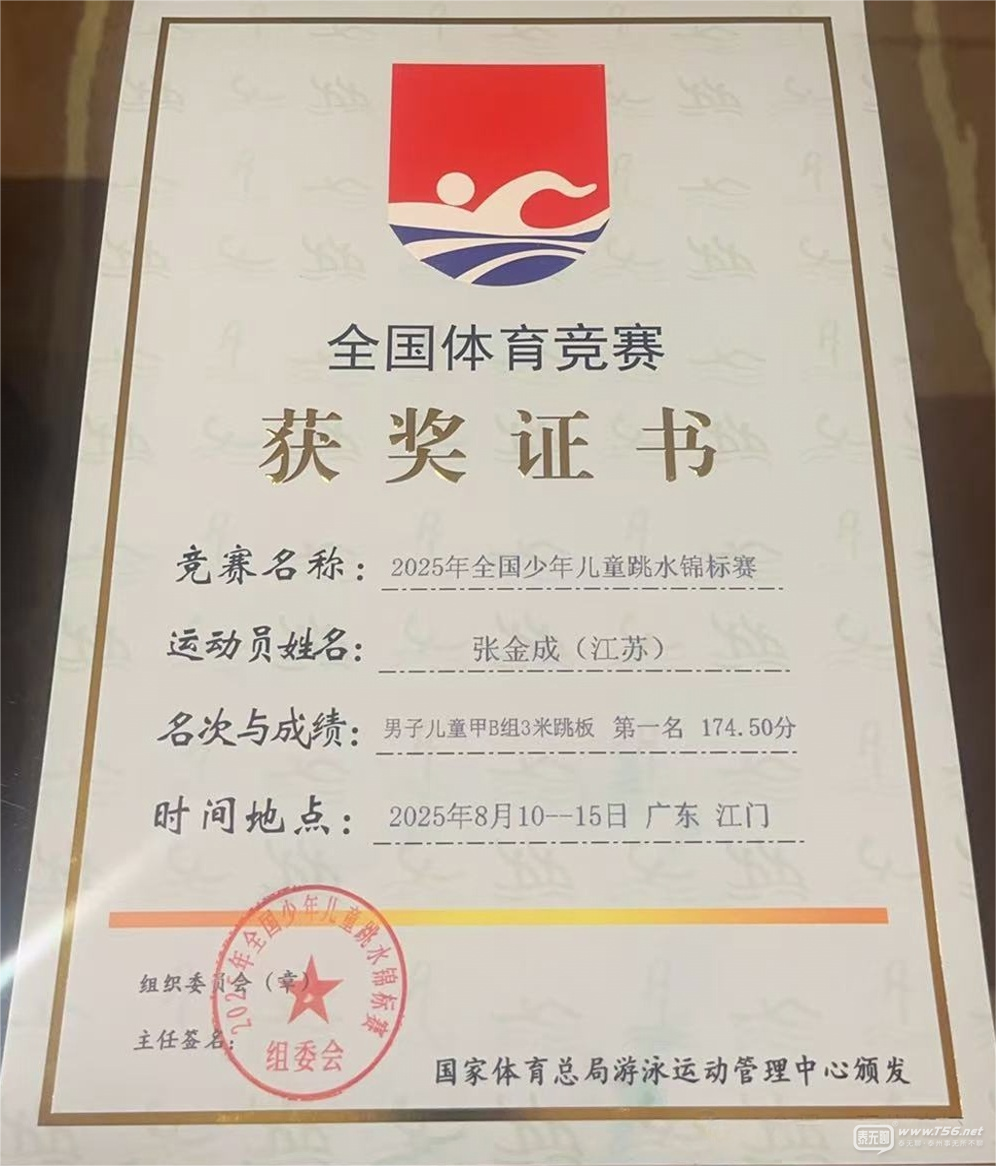 全国体育竞赛
获奖证书
竞赛名称：2025年全国少年儿童跳水锦标赛
运动员姓名：张金成（江苏）
名次与成绩：男子儿童甲B组3米跳板 第一名 174.50分
时间地点：2025年8月10--15日 广东 江门
2025年全国少年儿童跳水锦标赛
组委会
组织委员会（章）
主任签名：
国家体育总局游泳运动管理中心颁发
泰无聊 www.T56.net